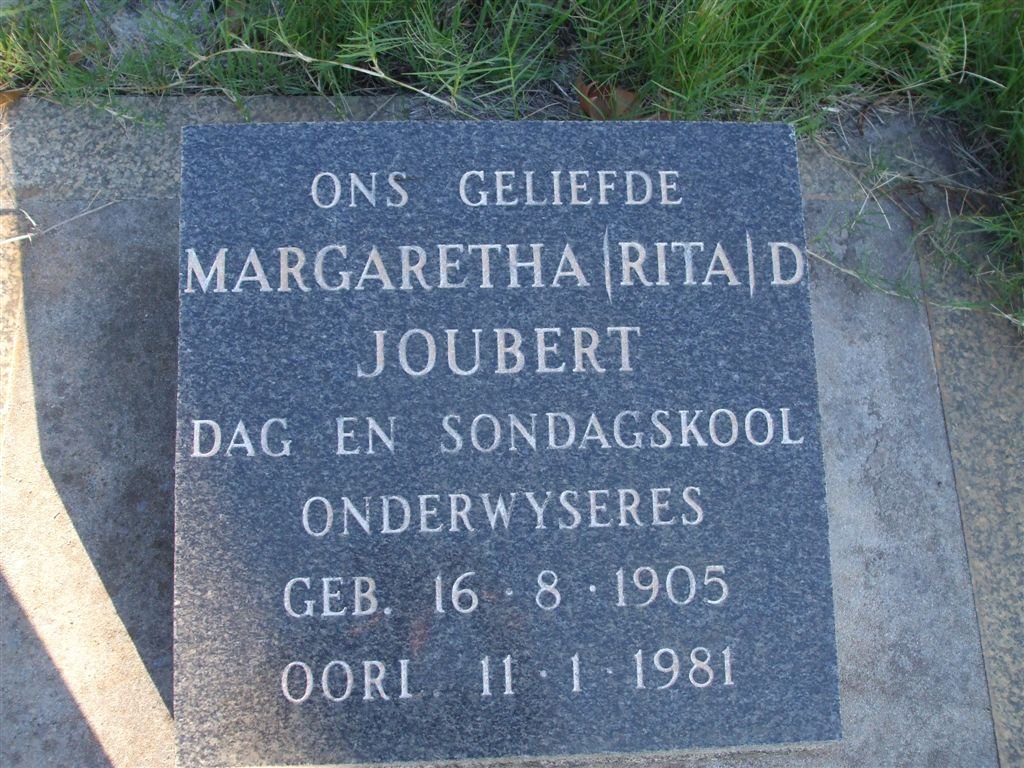 ONS GELIEFDE
MARGARETHA (RITA) D
JOUBERT
DAG EN SONDAGSKOOL
ONDERWYSERES
GEB. 16 · 8 · 1905
OORL. 11 · 1 · 1981